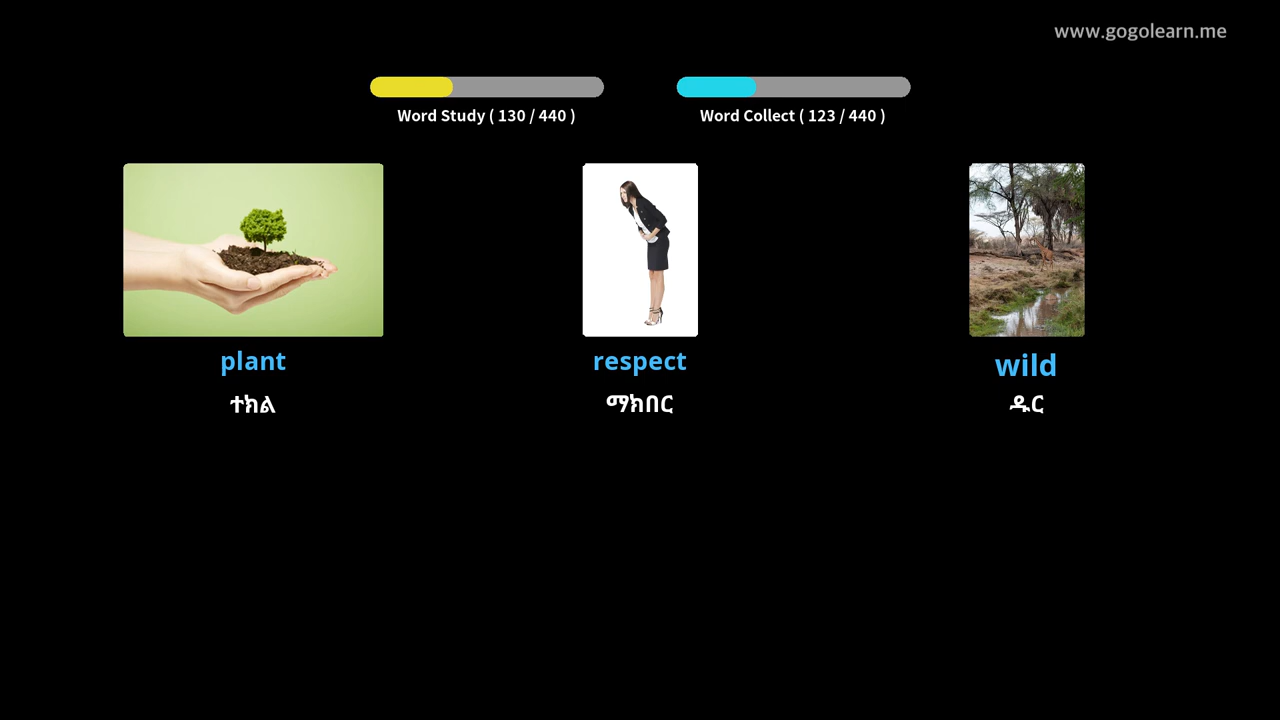 www.gogolearn.me
Word Study ( 130 / 440 )
Word Collect ( 123 / 440 )
plant
respect
wild
ተክል
ማክበር
ዱር